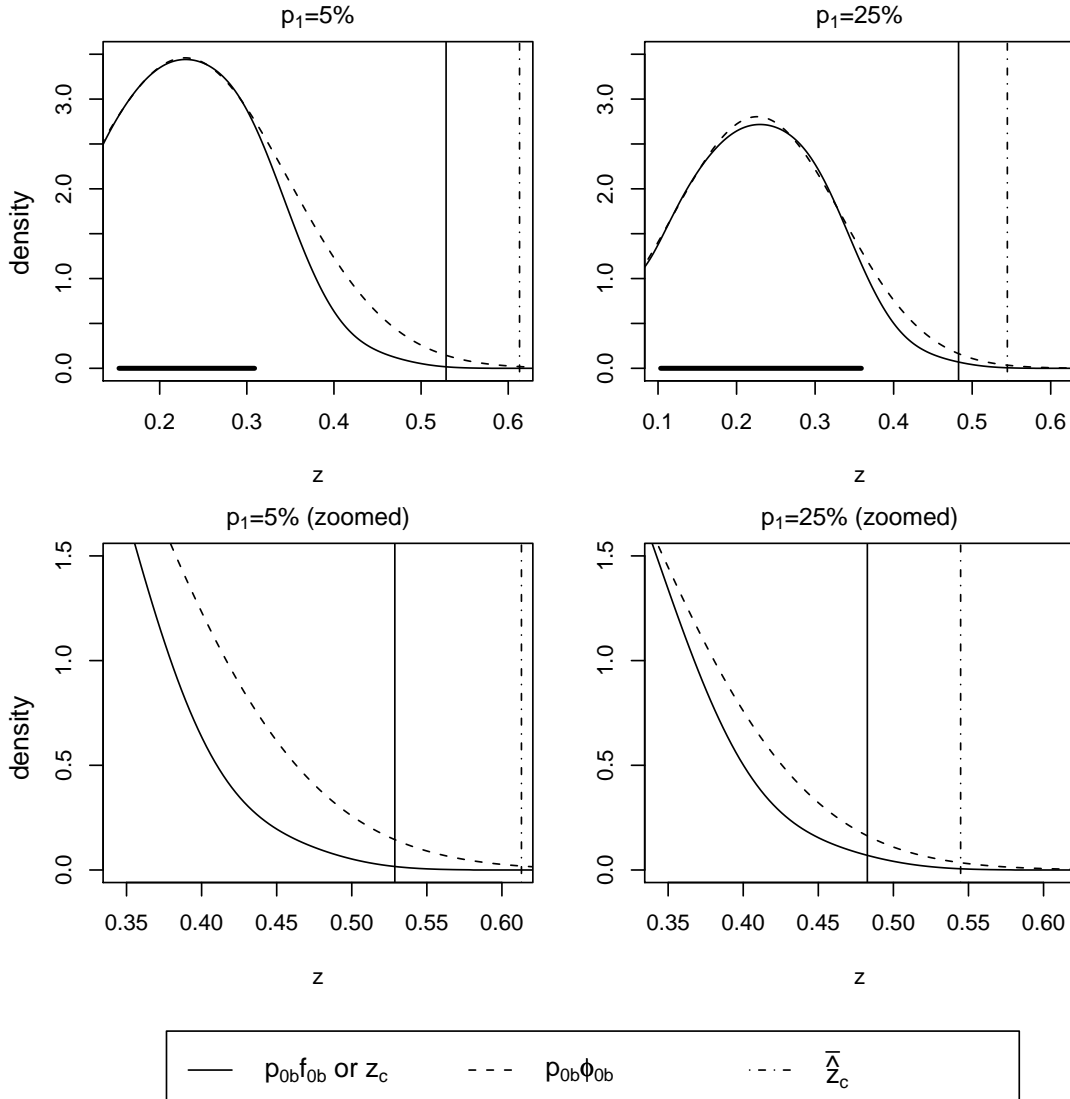 p₁=5%
p₁=25%
density
0.0 1.0 2.0 3.0
0.2 0.3 0.4 0.5 0.6
z
0.0 1.0 2.0 3.0
0.1 0.2 0.3 0.4 0.5 0.6
z
p₁=5% (zoomed)
p₁=25% (zoomed)
density
0.0 0.5 1.0 1.5
0.35 0.40 0.45 0.50 0.55 0.60
z
0.0 0.5 1.0 1.5
0.35 0.40 0.45 0.50 0.55 0.60
z
p₀bf₀b or z_c p₀bϕ₀b ẑ̄_c